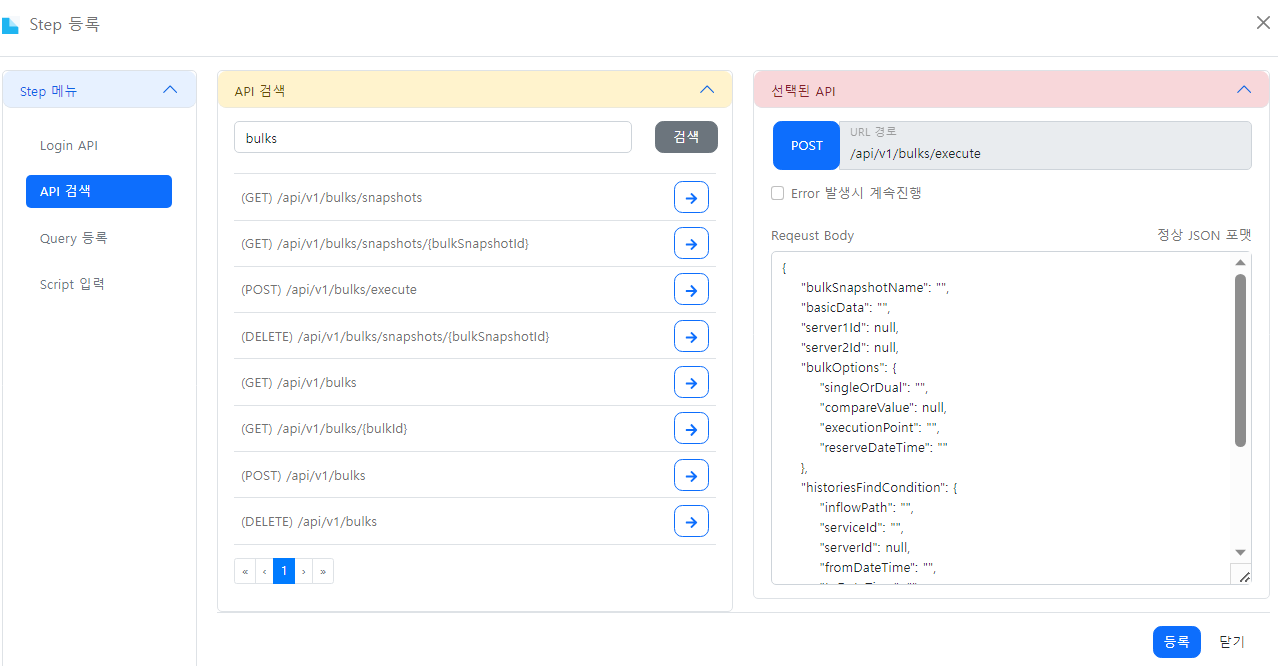 Step 등록
Step 메뉴
Login API
API 검색
Query 등록
Script 입력
API 검색
bulks
검색
(GET) /api/v1/bulks/snapshots
(GET) /api/v1/bulks/snapshots/{bulkSnapshotId}
(POST) /api/v1/bulks/execute
(DELETE) /api/v1/bulks/snapshots/{bulkSnapshotId}
(GET) /api/v1/bulks
(GET) /api/v1/bulks/{bulkId}
(POST) /api/v1/bulks
(DELETE) /api/v1/bulks
« ‹ 1 › »
선택된 API
POST
URL 경로
/api/v1/bulks/execute
Error 발생시 계속진행
Reqeust Body 정상 JSON 포맷
{
"bulkSnapshotName": "",
"basicData": "",
"server1Id": null,
"server2Id": null,
"bulkOptions": {
"singleOrDual": "",
"compareValue": null,
"executionPoint": "",
"reserveDateTime": ""
},
"historiesFindCondition": {
"inflowPath": "",
"serviceId": "",
"serverId": null,
"fromDateTime": "",
등록 닫기